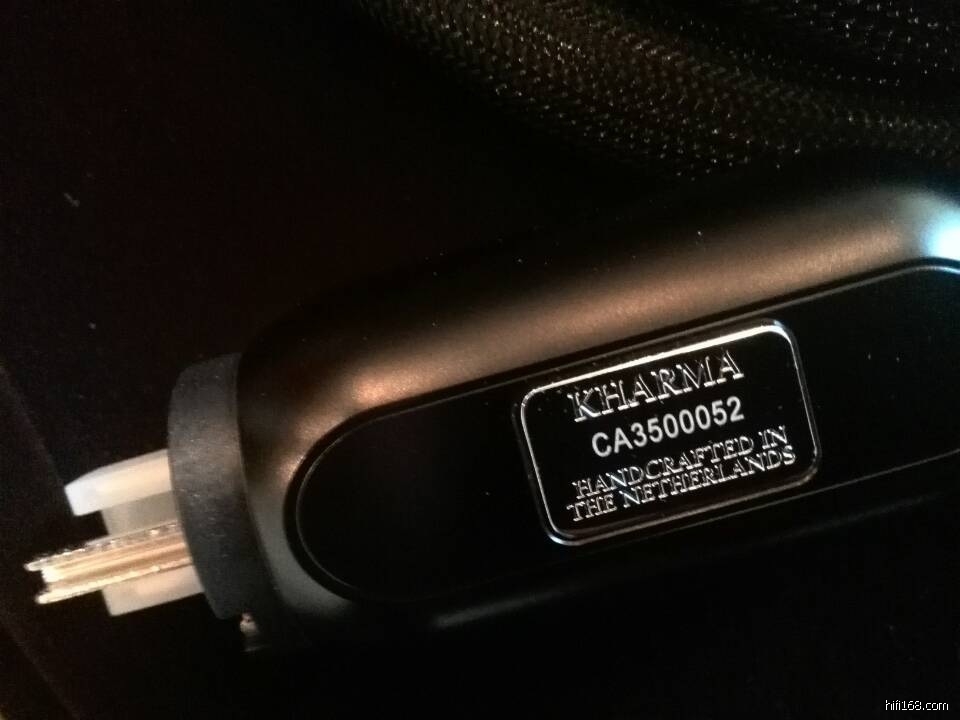 KHARMA
CA3500052
HANDCRAFTED IN
THE NETHERLANDS
hifi168.com